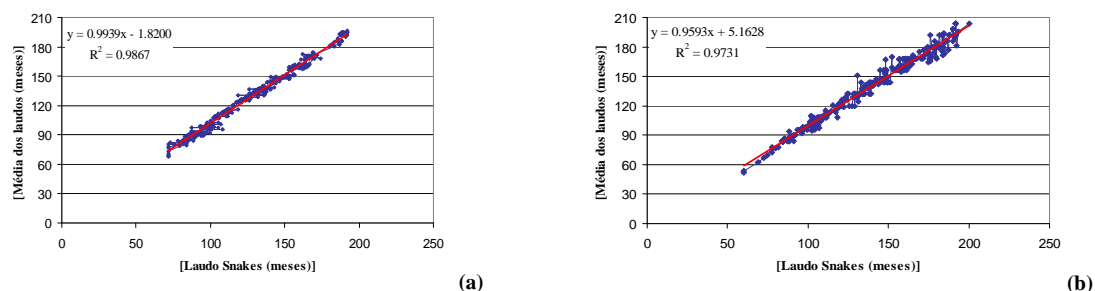 y = 0.9939x - 1.8200
R² = 0.9867
[Média dos laudos (meses)]
210
180
150
120
90
60
30
0
0 50 100 150 200 250
[Laudo Snakes (meses)]
(a)
y = 0.9593x + 5.1628
R² = 0.9731
[Média dos laudos (meses)]
210
180
150
120
90
60
30
0
0 50 100 150 200 250
[Laudo Snakes (meses)]
(b)